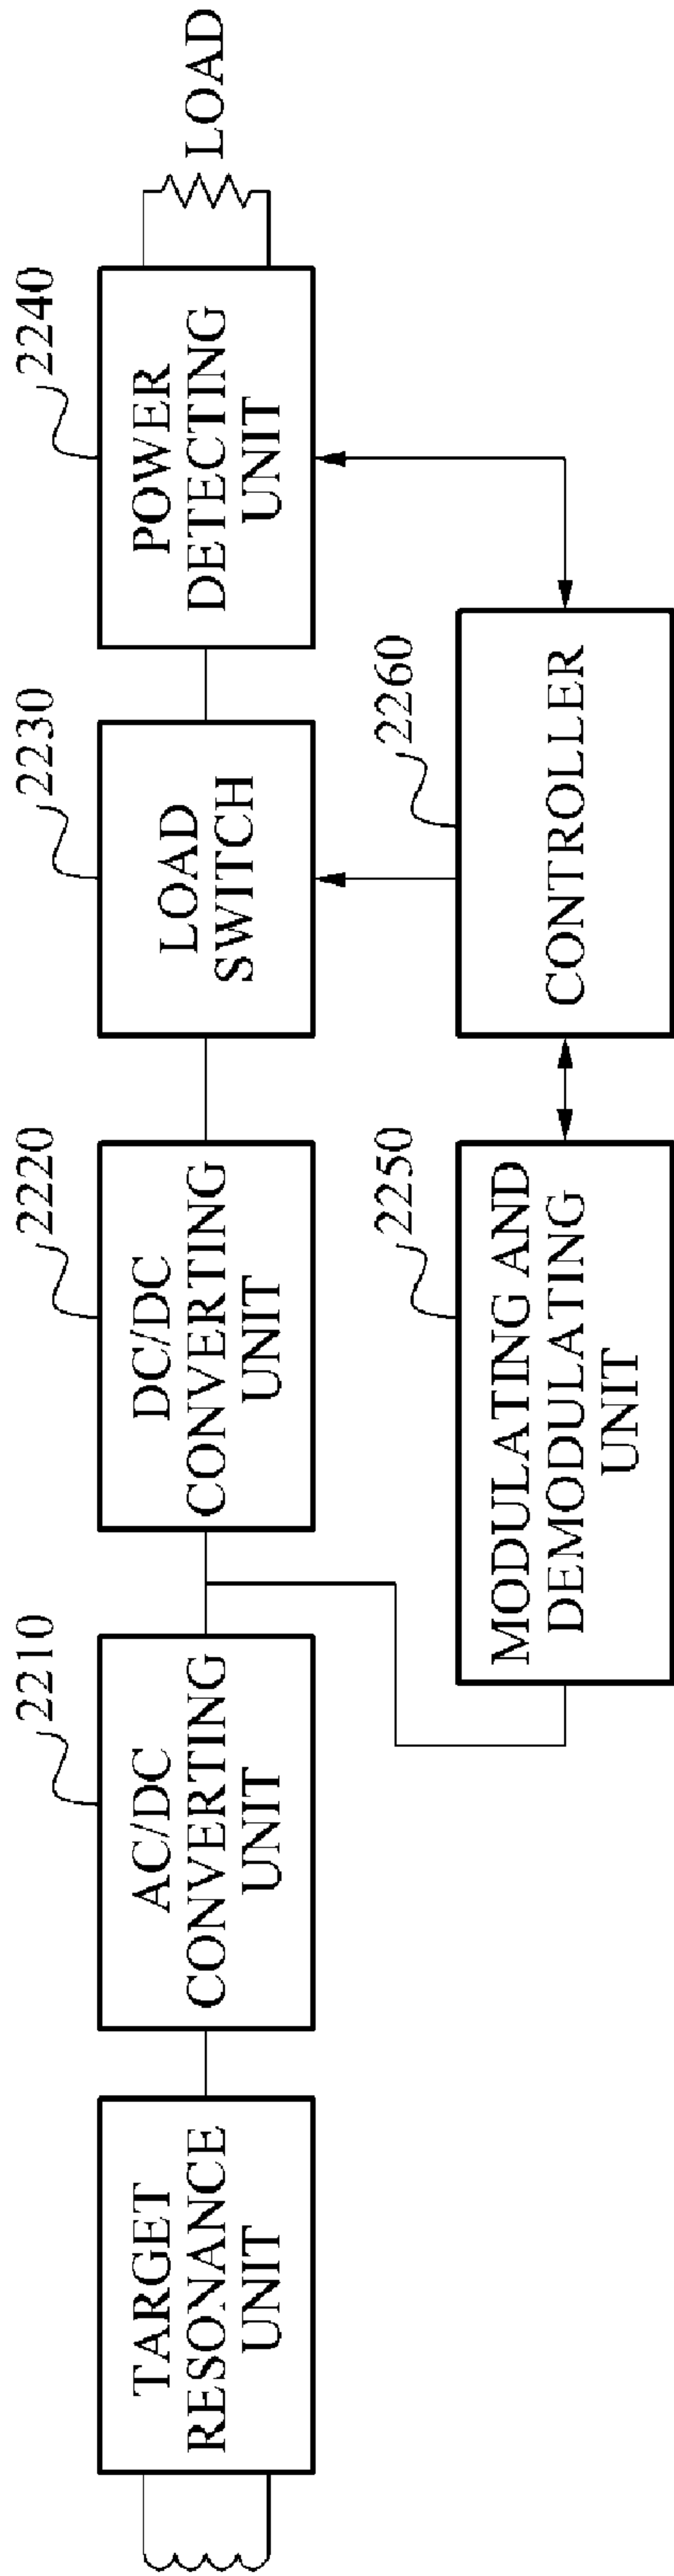 TARGET
RESONANCE
UNIT
2210
AC/DC
CONVERTING
UNIT
2220
DC/DC
CONVERTING
UNIT
2230
LOAD
SWITCH
2240
POWER
DETECTING
UNIT
LOAD
2250
MODULATING AND
DEMODULATING
UNIT
2260
CONTROLLER